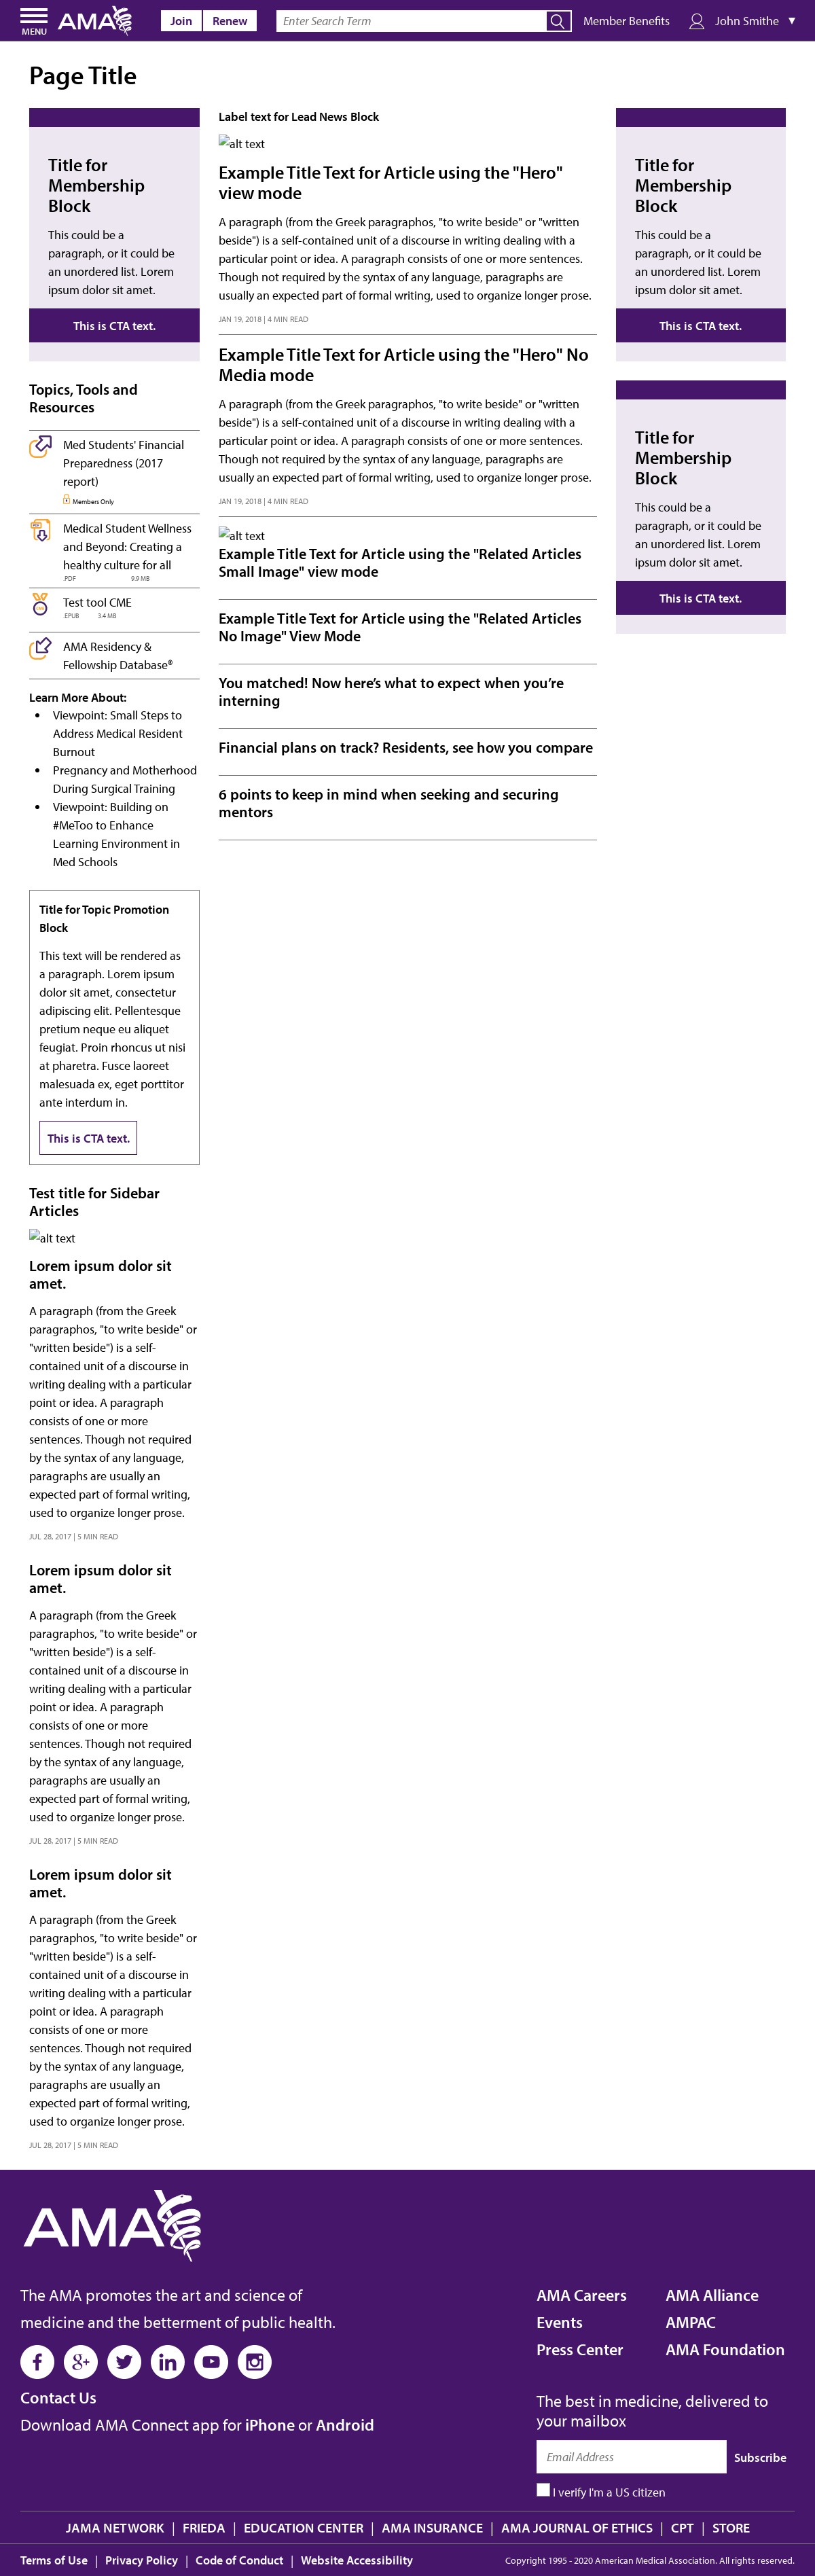 MENU
AMA
Join
Renew
Enter Search Term
Member Benefits
John Smithe ▼
Page Title
Title for
Membership
Block
This could be a
paragraph, or it could be
an unordered list. Lorem
ipsum dolor sit amet.
This is CTA text.
Topics, Tools and
Resources
Med Students' Financial
Preparedness (2017
report)
Members Only
Medical Student Wellness
and Beyond: Creating a
healthy culture for all
.PDF 9.9 MB
Test tool CME
.EPUB 3.4 MB
AMA Residency &
Fellowship Database®
Learn More About:
• Viewpoint: Small Steps to
Address Medical Resident
Burnout
• Pregnancy and Motherhood
During Surgical Training
• Viewpoint: Building on
#MeToo to Enhance
Learning Environment in
Med Schools
Title for Topic Promotion
Block
This text will be rendered as
a paragraph. Lorem ipsum
dolor sit amet, consectetur
adipiscing elit. Pellentesque
pretium neque eu aliquet
feugiat. Proin rhoncus ut nisi
at pharetra. Fusce laoreet
malesuada ex, eget porttitor
ante interdum in.
This is CTA text.
Test title for Sidebar
Articles
alt text
Lorem ipsum dolor sit
amet.
A paragraph (from the Greek
paragraphos, "to write beside" or
"written beside") is a self-
contained unit of a discourse in
writing dealing with a particular
point or idea. A paragraph
consists of one or more
sentences. Though not required
by the syntax of any language,
paragraphs are usually an
expected part of formal writing,
used to organize longer prose.
JUL 28, 2017 | 5 MIN READ
Lorem ipsum dolor sit
amet.
A paragraph (from the Greek
paragraphos, "to write beside" or
"written beside") is a self-
contained unit of a discourse in
writing dealing with a particular
point or idea. A paragraph
consists of one or more
sentences. Though not required
by the syntax of any language,
paragraphs are usually an
expected part of formal writing,
used to organize longer prose.
JUL 28, 2017 | 5 MIN READ
Lorem ipsum dolor sit
amet.
A paragraph (from the Greek
paragraphos, "to write beside" or
"written beside") is a self-
contained unit of a discourse in
writing dealing with a particular
point or idea. A paragraph
consists of one or more
sentences. Though not required
by the syntax of any language,
paragraphs are usually an
expected part of formal writing,
used to organize longer prose.
JUL 28, 2017 | 5 MIN READ
Label text for Lead News Block
alt text
Example Title Text for Article using the "Hero"
view mode
A paragraph (from the Greek paragraphos, "to write beside" or "written
beside") is a self-contained unit of a discourse in writing dealing with a
particular point or idea. A paragraph consists of one or more sentences.
Though not required by the syntax of any language, paragraphs are
usually an expected part of formal writing, used to organize longer prose.
JAN 19, 2018 | 4 MIN READ
Example Title Text for Article using the "Hero" No
Media mode
A paragraph (from the Greek paragraphos, "to write beside" or "written
beside") is a self-contained unit of a discourse in writing dealing with a
particular point or idea. A paragraph consists of one or more sentences.
Though not required by the syntax of any language, paragraphs are
usually an expected part of formal writing, used to organize longer prose.
JAN 19, 2018 | 4 MIN READ
alt text
Example Title Text for Article using the "Related Articles
Small Image" view mode
Example Title Text for Article using the "Related Articles
No Image" View Mode
You matched! Now here’s what to expect when you’re
interning
Financial plans on track? Residents, see how you compare
6 points to keep in mind when seeking and securing
mentors
Title for
Membership
Block
This could be a
paragraph, or it could be
an unordered list. Lorem
ipsum dolor sit amet.
This is CTA text.
Title for
Membership
Block
This could be a
paragraph, or it could be
an unordered list. Lorem
ipsum dolor sit amet.
This is CTA text.
AMA
The AMA promotes the art and science of
medicine and the betterment of public health.
Contact Us
Download AMA Connect app for iPhone or Android
AMA Careers
Events
Press Center
AMA Alliance
AMPAC
AMA Foundation
The best in medicine, delivered to
your mailbox
Email Address
Subscribe
I verify I'm a US citizen
JAMA NETWORK | FRIEDA | EDUCATION CENTER | AMA INSURANCE | AMA JOURNAL OF ETHICS | CPT | STORE
Terms of Use | Privacy Policy | Code of Conduct | Website Accessibility
Copyright 1995 - 2020 American Medical Association. All rights reserved.